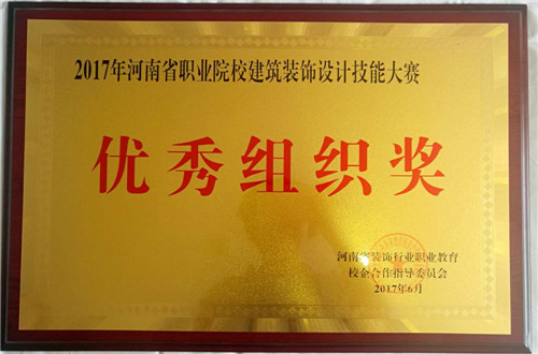 2017年河南省职业院校建筑装饰设计技能大赛
优秀组织奖
河南省装饰行业职业教育
校企合作指导委员会
2017年6月